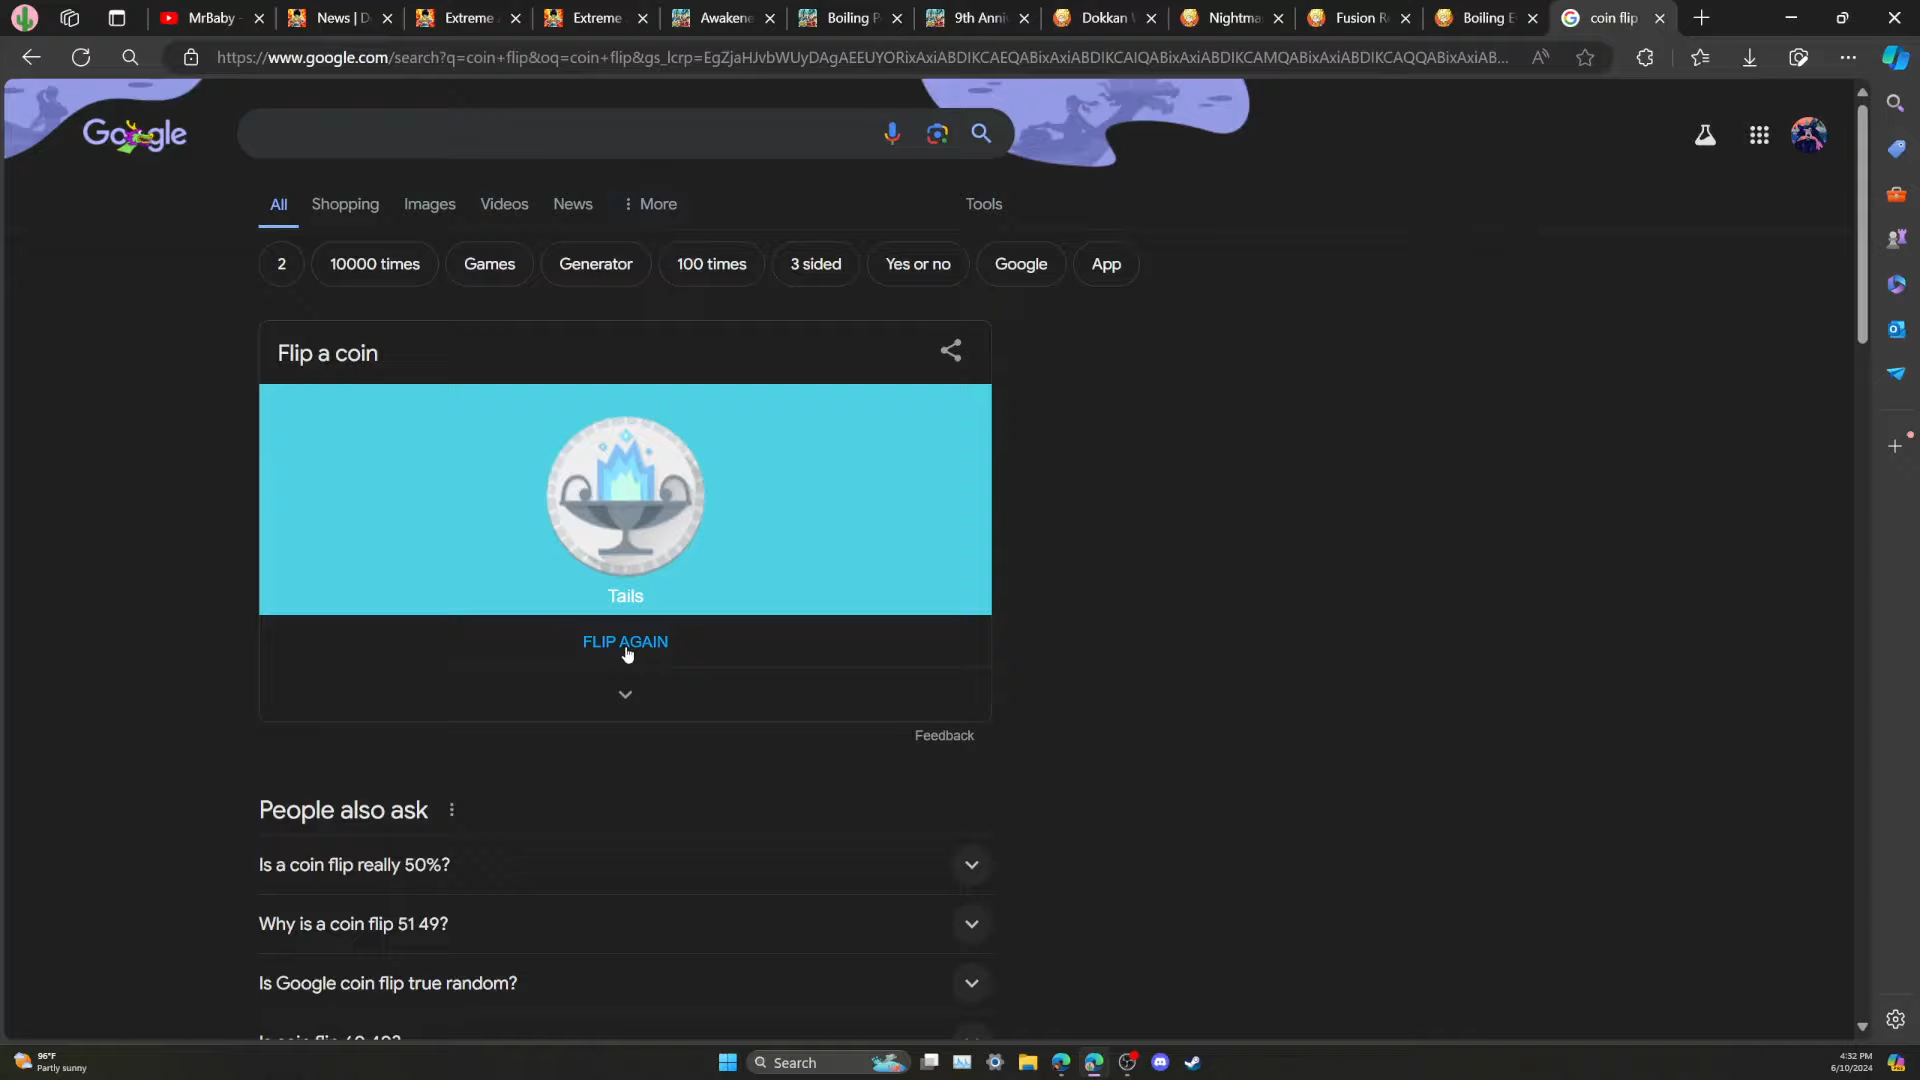 MrBaby -
News | D
Extreme
Extreme
Awakene
Boiling P
9th Anni
Dokkan
Nightma
Fusion R
Boiling E
coin flip
https://www.google.com/search?q=coin+flip&oq=coin+flip&gs_lcrp=EgZjaHJvbWUyDAgAEEUYORixAxiABDIKCAEQABixAxiABDIKCAIQABixAxiABDIKCAMQABixAxiABDIKCAQQABixAxiAB...
Google
All
Shopping
Images
Videos
News
More
Tools
2
10000 times
Games
Generator
100 times
3 sided
Yes or no
Google
App
Flip a coin
Tails
FLIP AGAIN
Feedback
People also ask
Is a coin flip really 50%?
Why is a coin flip 51 49?
Is Google coin flip true random?
96°F
Partly sunny
Search
4:32 PM
6/10/2024